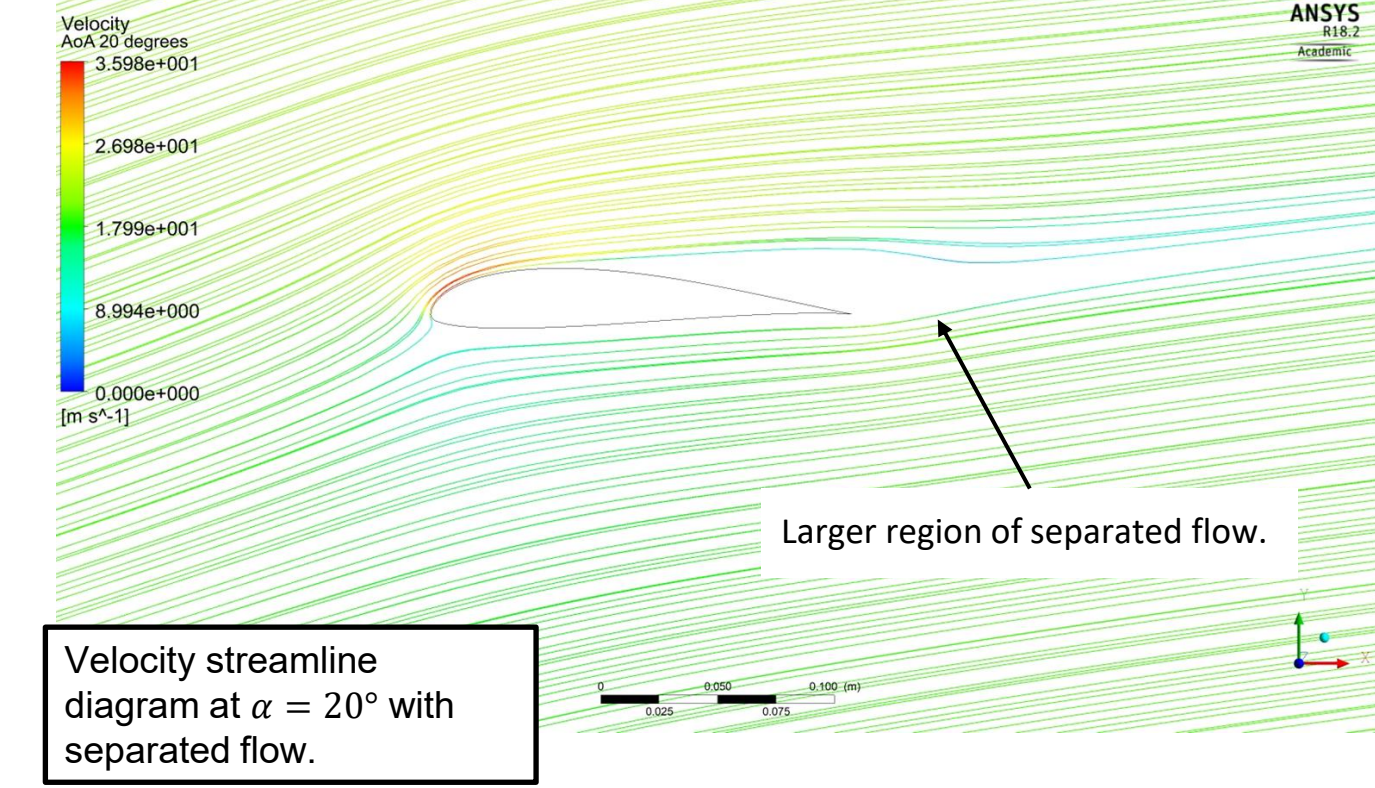 Velocity
AoA 20 degrees
3.598e+001
2.698e+001
1.799e+001
8.994e+000
0.000e+000
[m s^-1]
ANSYS
R18.2
Academic
Larger region of separated flow.
Y
Z
X
0 0.050 0.100 (m)
0.025 0.075
Velocity streamline
diagram at 𝛼 = 20° with
separated flow.